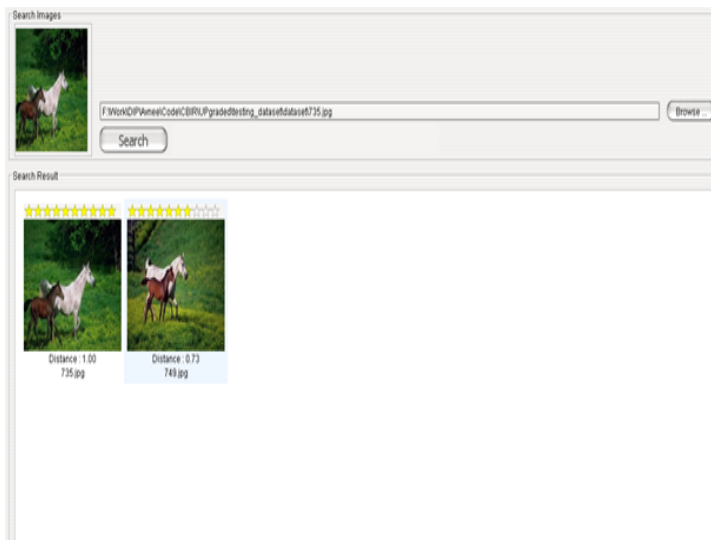 Search Images
F:\Work\DIP\Avnee\Code\CBIR\UPgraded\testing_dataset\dataset\735.jpg
Browse ..
Search
Search Result
Distance : 1.00
735.jpg
Distance : 0.73
749.jpg